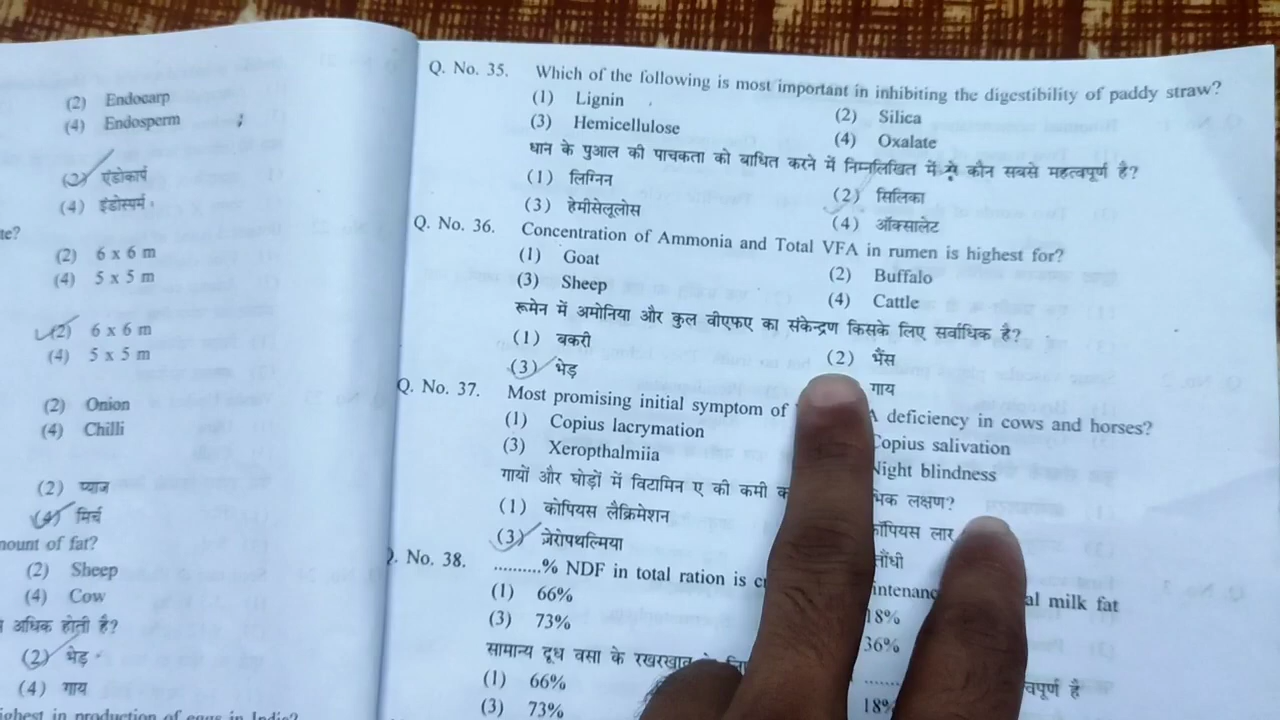 (2) Endocarp
(4) Endosperm
(2) एंडोकार्प
(4) इंडोस्पर्म
te?
(2) 6 x 6 m
(4) 5 x 5 m
(2) 6 x 6 m
(4) 5 x 5 m
(2) Onion
(4) Chilli
(2) प्याज
(4) मिर्च
nount of fat?
(2) Sheep
(4) Cow
अधिक होती है?
(2) भेड़
(4) गाय
ighest in production of eggs in India?
Q. No. 35. Which of the following is most important in inhibiting the digestibility of paddy straw?
(1) Lignin (2) Silica
(3) Hemicellulose (4) Oxalate
धान के पुआल की पाचकता को बाधित करने में निम्नलिखित में से कौन सबसे महत्वपूर्ण है?
(1) लिग्निन (2) सिलिका
(3) हेमीसेलूलोस (4) ऑक्सालेट
Q. No. 36. Concentration of Ammonia and Total VFA in rumen is highest for?
(1) Goat (2) Buffalo
(3) Sheep (4) Cattle
रूमेन में अमोनिया और कुल वीएफए का संकेन्द्रण किसके लिए सर्वाधिक है?
(1) बकरी (2) भैंस
(3) भेड़ गाय
Q. No. 37. Most promising initial symptom of A deficiency in cows and horses?
(1) Copius lacrymation Copius salivation
(3) Xeropthalmiia Night blindness
गायों और घोड़ों में विटामिन ए की कमी लक्षण?
(1) कोपियस लैक्रिमेशन कॉपियस लार
(3) जेरोपथल्मिया
Q. No. 38. ..........% NDF in total ration is milk fat
(1) 66% 18%
(3) 73% 36%
सामान्य दूध वसा के रखरखाव है
(1) 66%
(3) 73% 18%